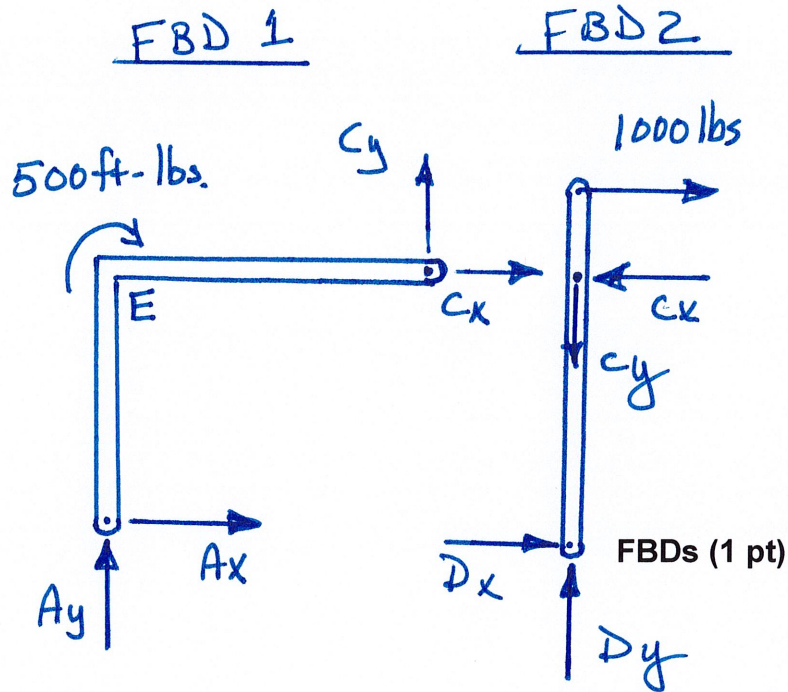 FBD 1
FBD 2
1000 lbs
Cy
500 ft-lbs.
E
Cx
Cx
Cy
Ax
Ay
Dx
FBDs (1 pt)
Dy